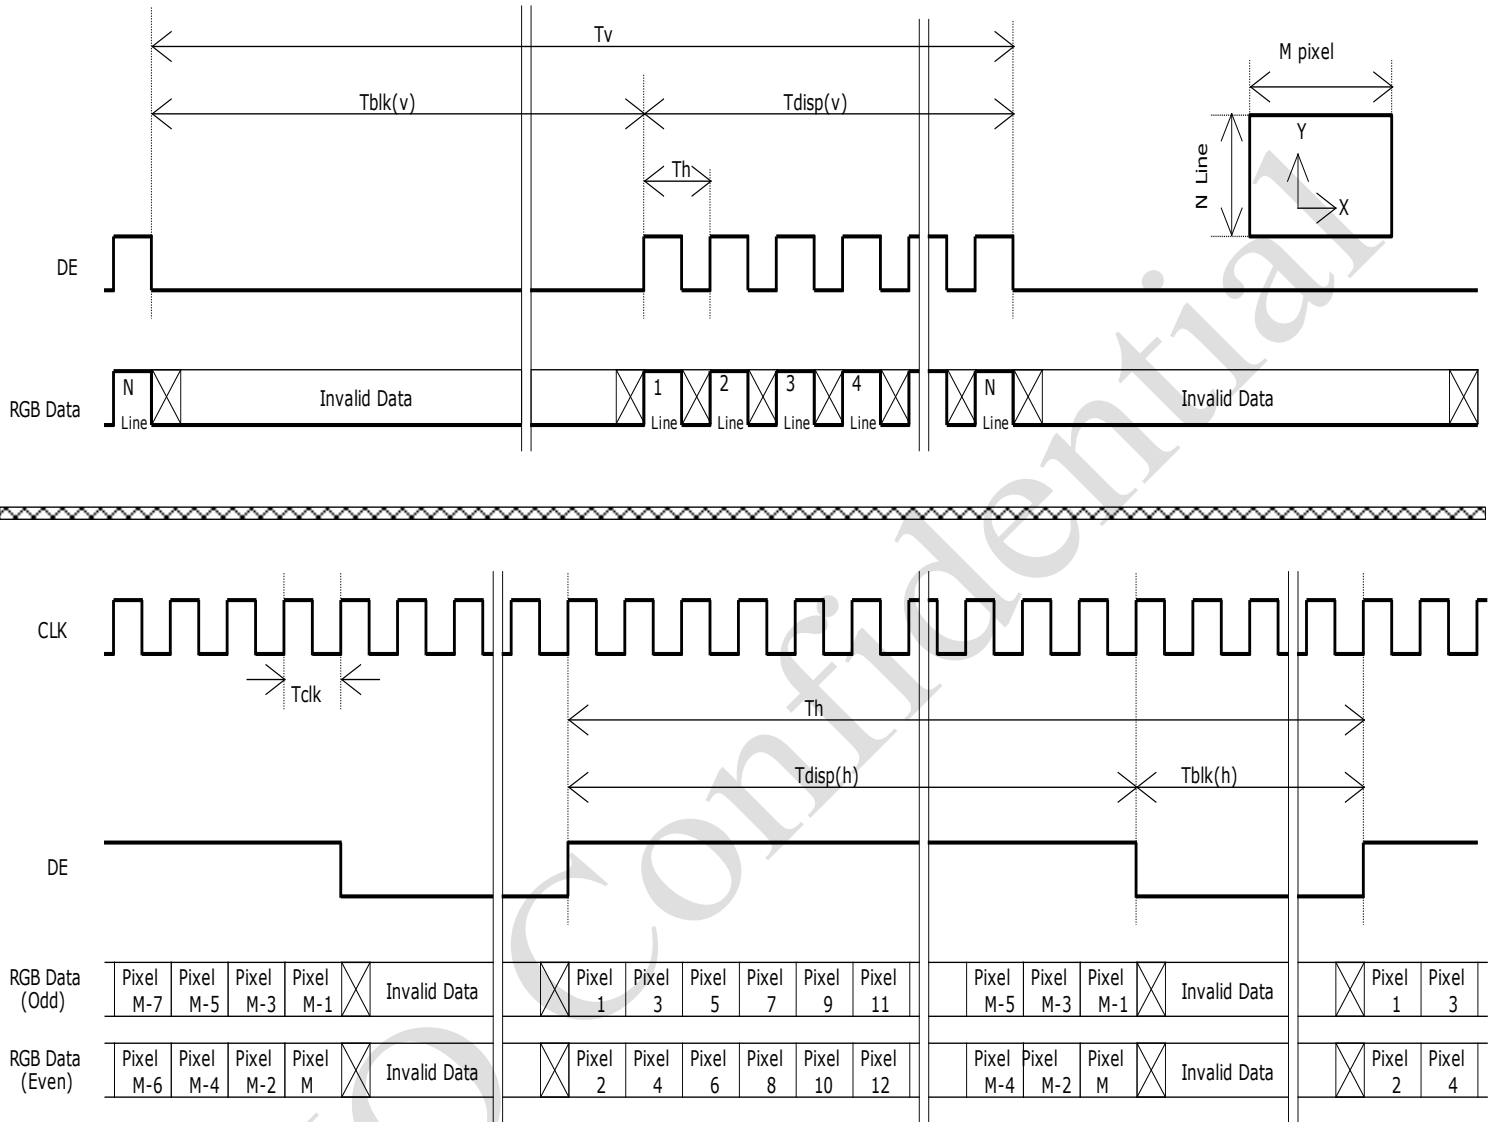 Tv
M pixel
Tblk(v)
Tdisp(v)
Y
N Line
Th
X
DE
RGB Data
N
Line
Invalid Data
1
Line
2
Line
3
Line
4
Line
N
Line
Invalid Data
CLK
Tclk
Th
Tdisp(h)
Tblk(h)
DE
RGB Data
(Odd)
Pixel
M-7
Pixel
M-5
Pixel
M-3
Pixel
M-1
Invalid Data
Pixel
1
Pixel
3
Pixel
5
Pixel
7
Pixel
9
Pixel
11
Pixel
M-5
Pixel
M-3
Pixel
M-1
Invalid Data
Pixel
1
Pixel
3
RGB Data
(Even)
Pixel
M-6
Pixel
M-4
Pixel
M-2
Pixel
M
Invalid Data
Pixel
2
Pixel
4
Pixel
6
Pixel
8
Pixel
10
Pixel
12
Pixel
M-4
Pixel
M-2
Pixel
M
Invalid Data
Pixel
2
Pixel
4
Confidential